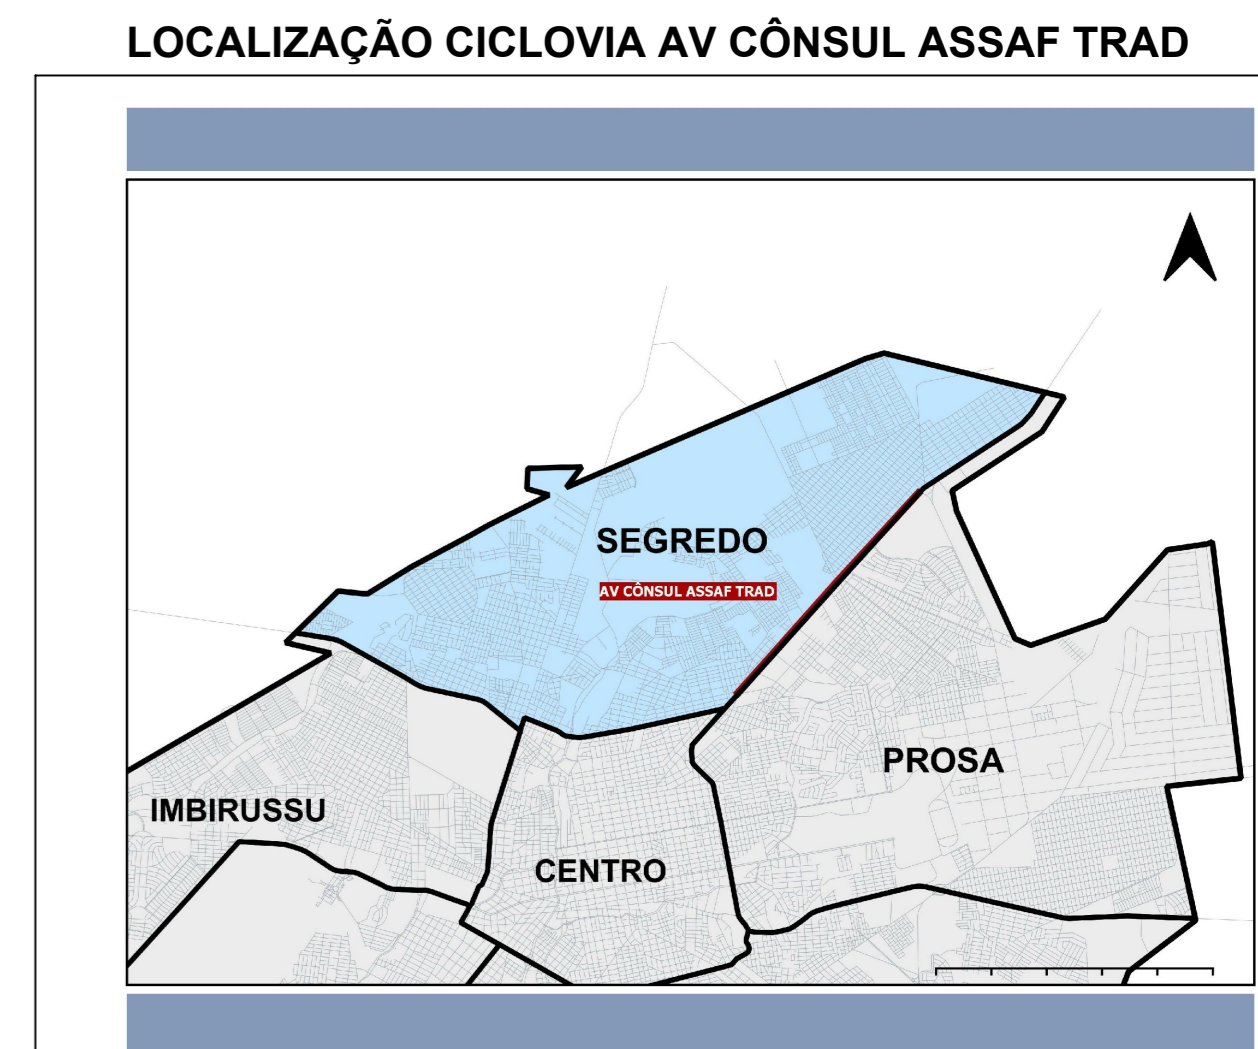 LOCALIZAÇÃO CICLOVIA AV CÔNSUL ASSAF TRAD
SEGREDO
AV CÔNSUL ASSAF TRAD
PROSA
IMBIRUSSU
CENTRO